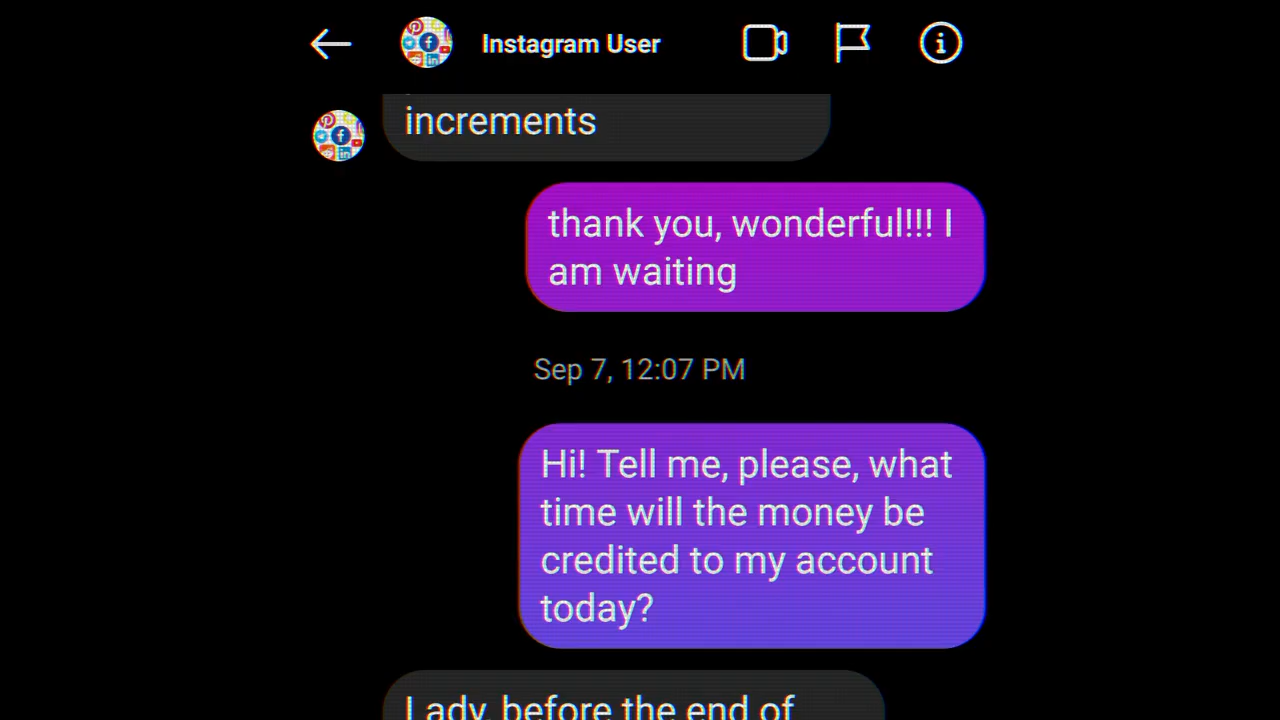 Instagram User
increments
thank you, wonderful!!! I
am waiting
Sep 7, 12:07 PM
Hi! Tell me, please, what
time will the money be
credited to my account
today?
Lady, before the end of